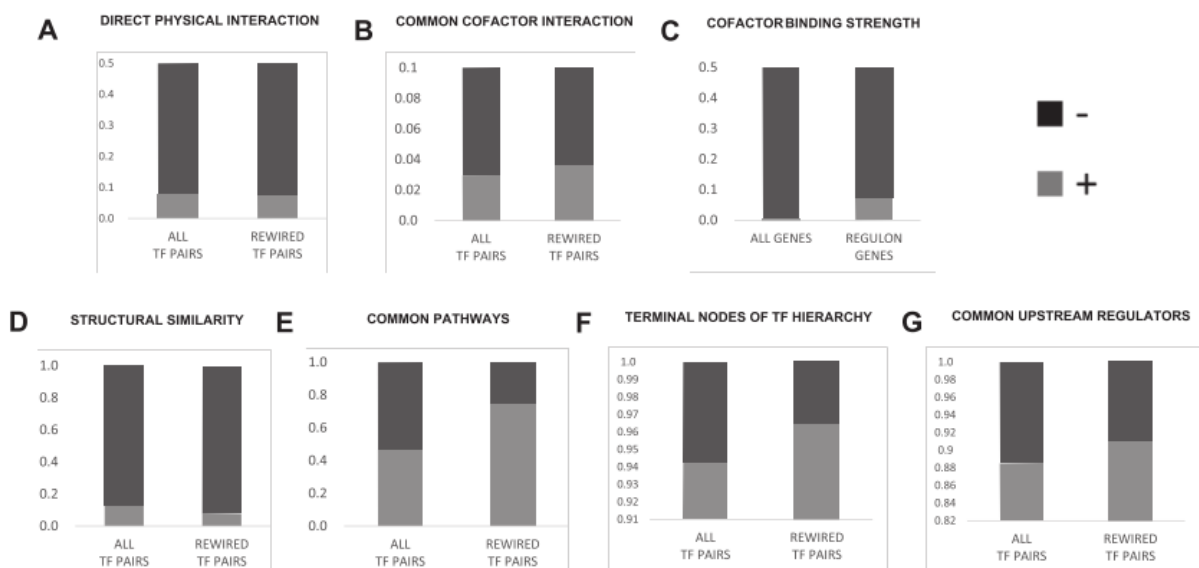 A
DIRECT PHYSICAL INTERACTION
0.5
0.4
0.3
0.2
0.1
0.0
ALL
TF PAIRS
REWIRED
TF PAIRS
B
COMMON COFACTOR INTERACTION
0.1
0.08
0.06
0.04
0.02
0.0
ALL
TF PAIRS
REWIRED
TF PAIRS
C
COFACTOR BINDING STRENGTH
0.5
0.4
0.3
0.2
0.1
0.0
ALL GENES
REGULON
GENES
-
+
D
STRUCTURAL SIMILARITY
1.0
0.8
0.6
0.4
0.2
0.0
ALL
TF PAIRS
REWIRED
TF PAIRS
E
COMMON PATHWAYS
1.0
0.8
0.6
0.4
0.2
0.0
ALL
TF PAIRS
REWIRED
TF PAIRS
F
TERMINAL NODES OF TF HIERARCHY
1.0
0.99
0.98
0.97
0.96
0.95
0.94
0.93
0.92
0.91
ALL
TF PAIRS
REWIRED
TF PAIRS
G
COMMON UPSTREAM REGULATORS
1.0
0.98
0.96
0.94
0.92
0.9
0.88
0.86
0.84
0.82
ALL
TF PAIRS
REWIRED
TF PAIRS